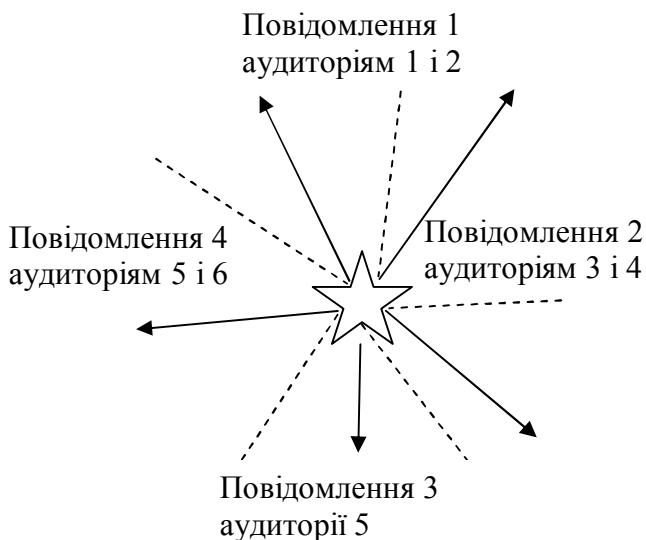 Повідомлення 1
аудиторіям 1 і 2
Повідомлення 4
аудиторіям 5 і 6
Повідомлення 2
аудиторіям 3 і 4
Повідомлення 3
аудиторії 5